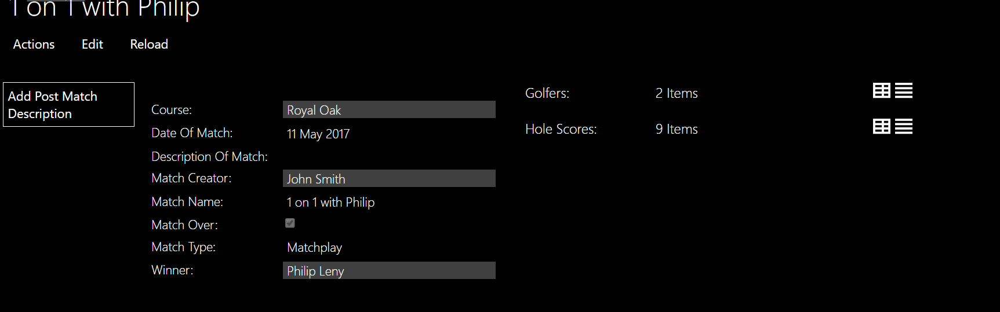 1 on 1 with Philip
Actions Edit Reload
Add Post Match
Description
Course: Royal Oak
Date Of Match: 11 May 2017
Description Of Match:
Match Creator: John Smith
Match Name: 1 on 1 with Philip
Match Over:
Match Type: Matchplay
Winner: Philip Leny
Golfers: 2 Items
Hole Scores: 9 Items